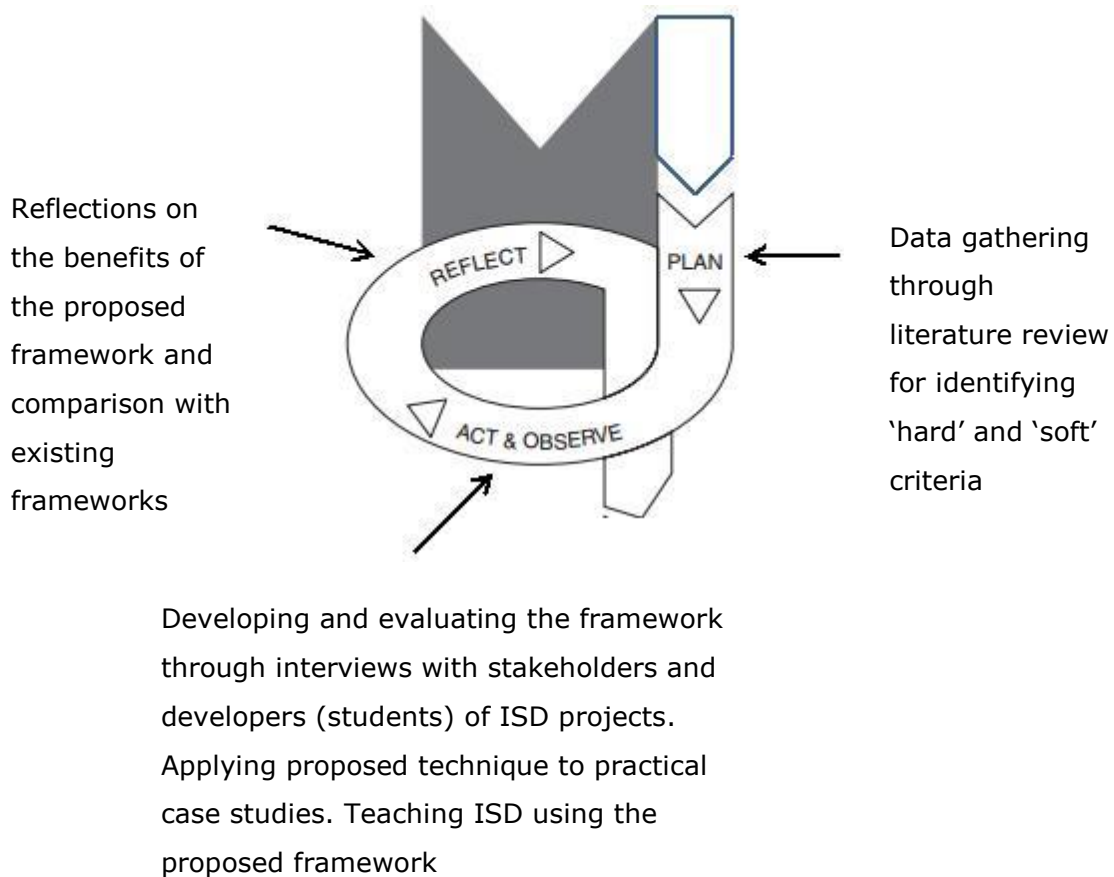 Reflections on
the benefits of
the proposed
framework and
comparison with
existing
frameworks
REFLECT
PLAN
ACT & OBSERVE
Data gathering
through
literature review
for identifying
‘hard’ and ‘soft’
criteria
Developing and evaluating the framework
through interviews with stakeholders and
developers (students) of ISD projects.
Applying proposed technique to practical
case studies. Teaching ISD using the
proposed framework